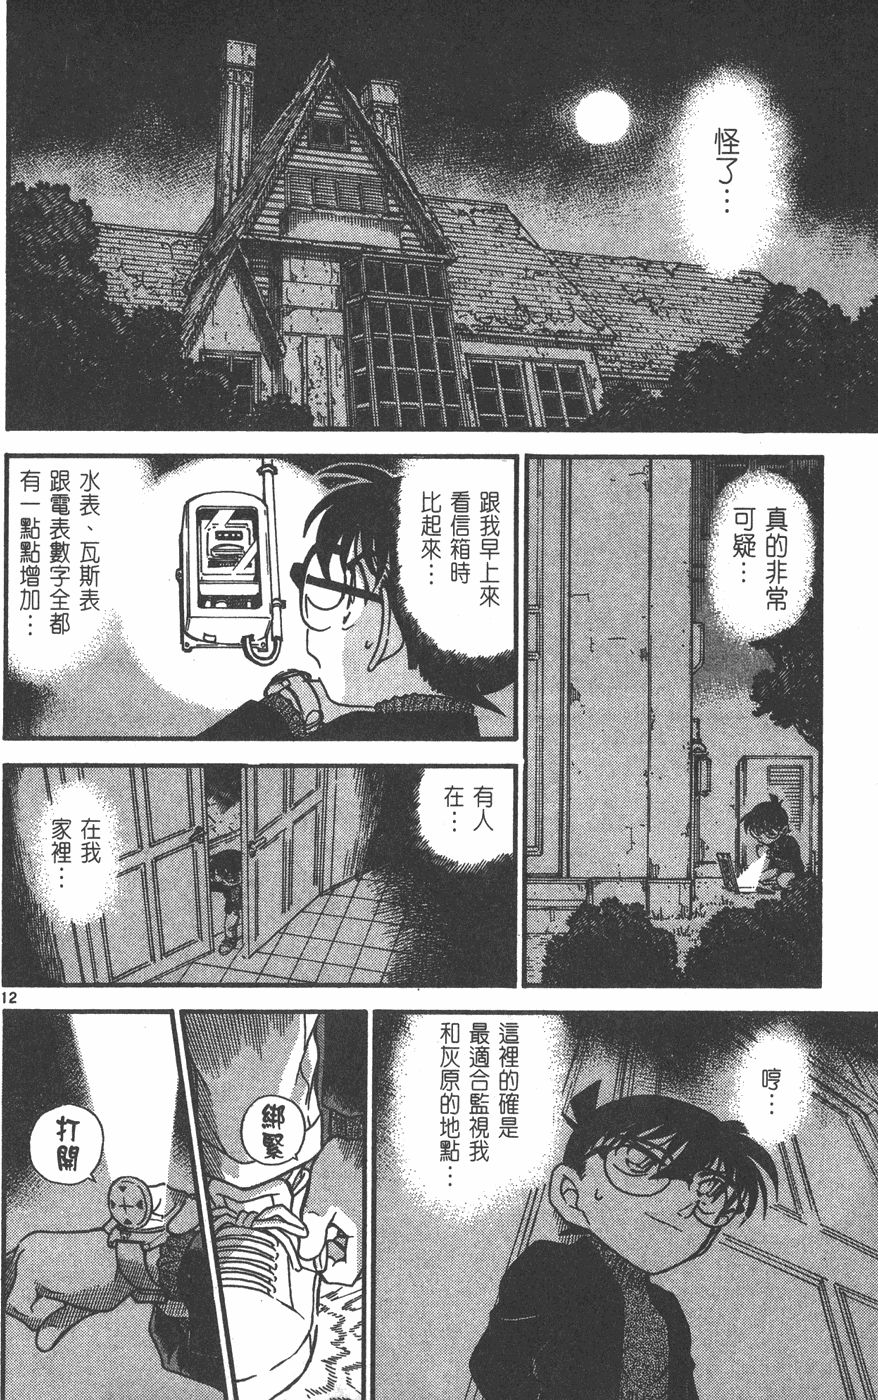 怪了…
真的非常
可疑…
跟我早上來
看信箱時
比起來…
水表、瓦斯表
跟電表數字全都
有一點點增加…
有人
在…
在我
家裡…
12
哼…
這裡的確是
最適合監視我
和灰原的地點…
綁緊
打開